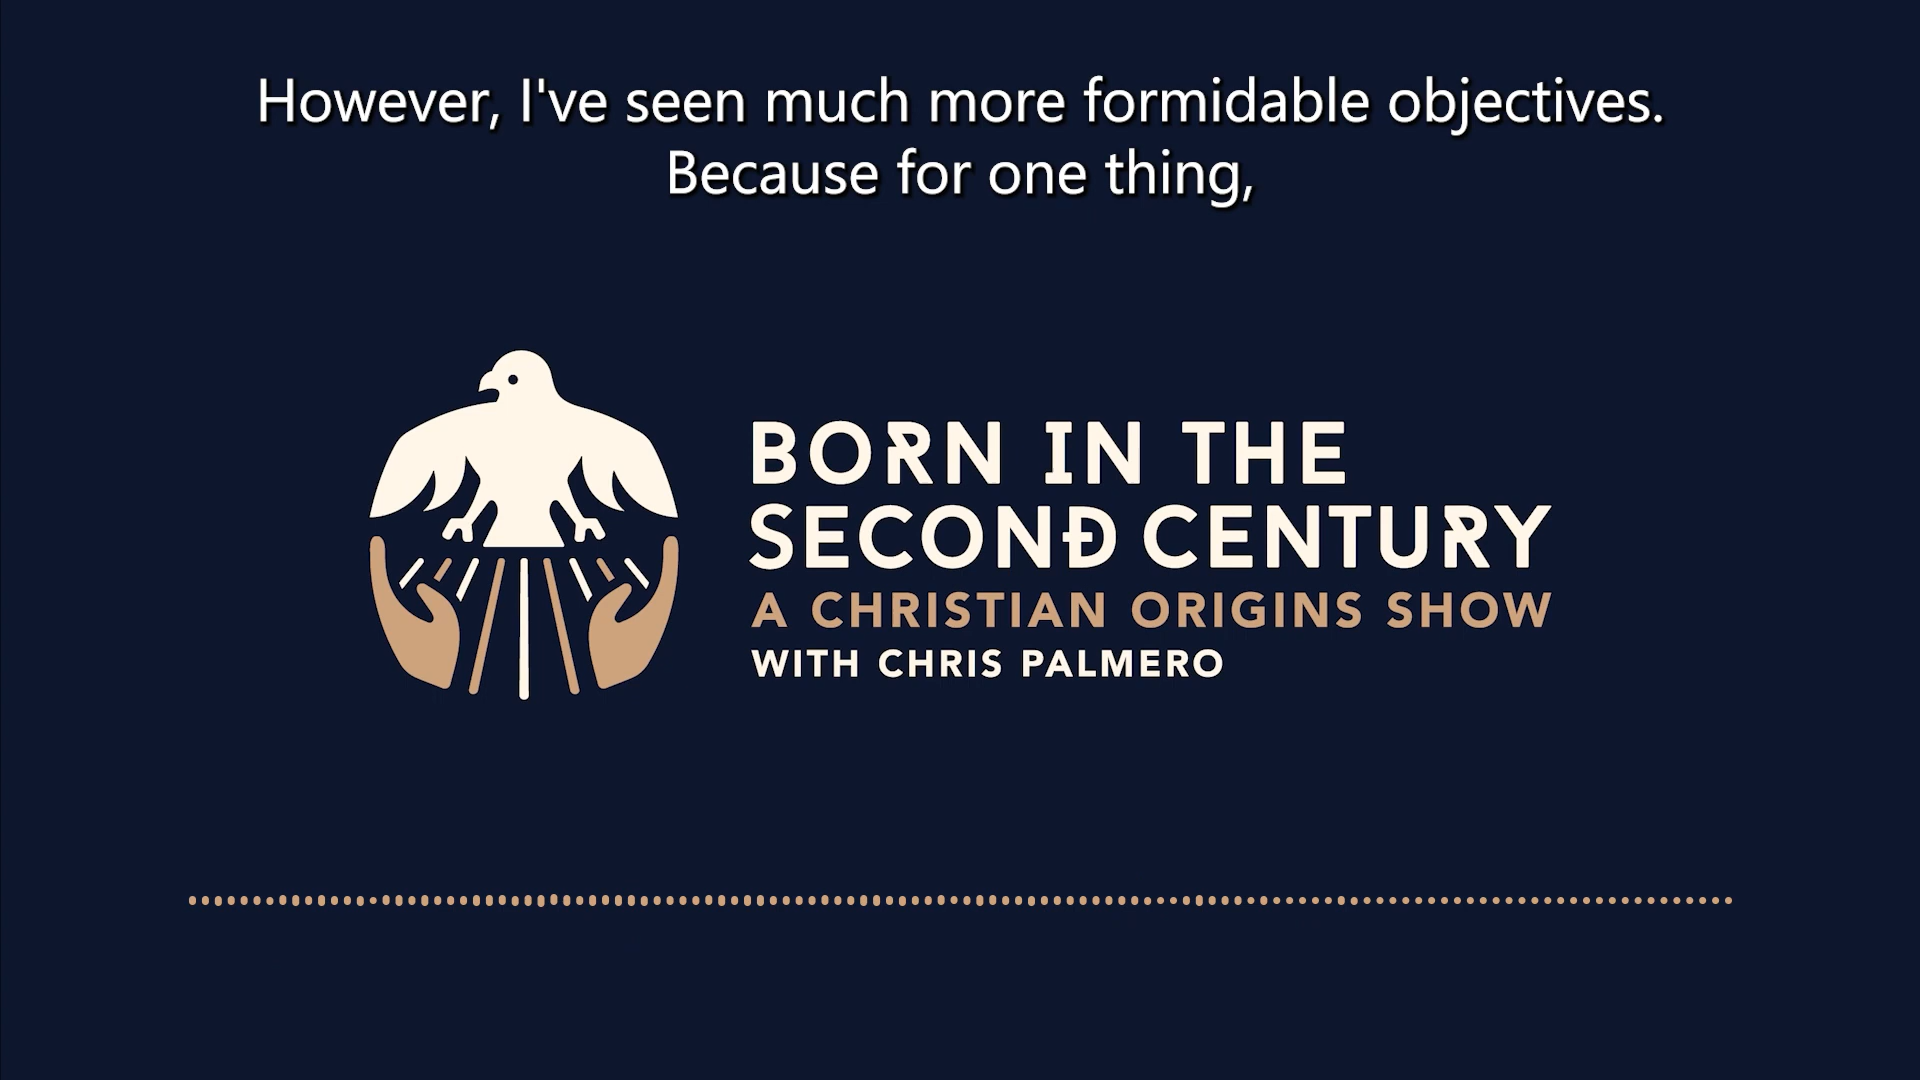 However, I've seen much more formidable objectives.
Because for one thing,
BORN IN THE
SECOND CENTURY
A CHRISTIAN ORIGINS SHOW
WITH CHRIS PALMERO